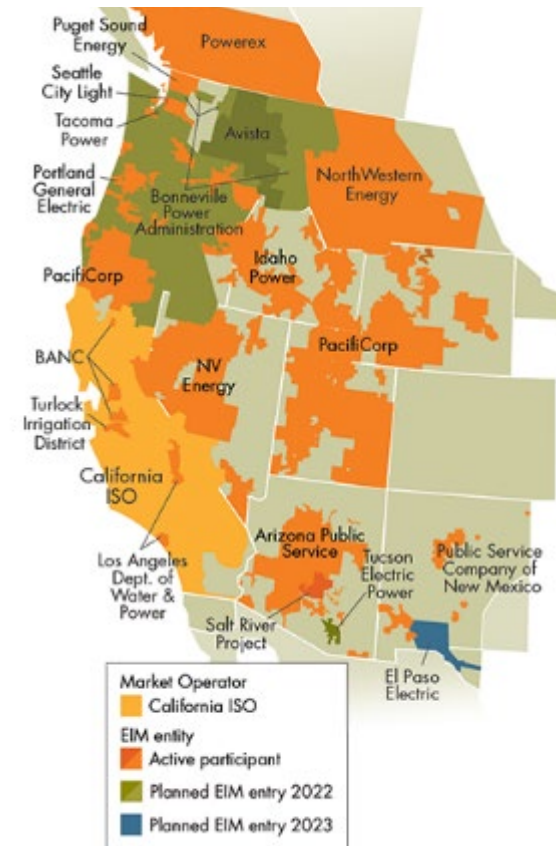 Puget Sound
Energy
Powerex
Seattle
City Light
Tacoma
Power
Avista
Portland
General
Electric
Bonneville
Power
Administration
NorthWestern
Energy
PacifiCorp
Idaho
Power
BANC
NV
Energy
PacifiCorp
Turlock
Irrigation
District
California
ISO
Los Angeles
Dept. of
Water &
Power
Arizona Public
Service
Tucson
Electric
Power
Public Service
Company of
New Mexico
Salt River
Project
El Paso
Electric
Market Operator
California ISO
EIM entity
Active participant
Planned EIM entry 2022
Planned EIM entry 2023